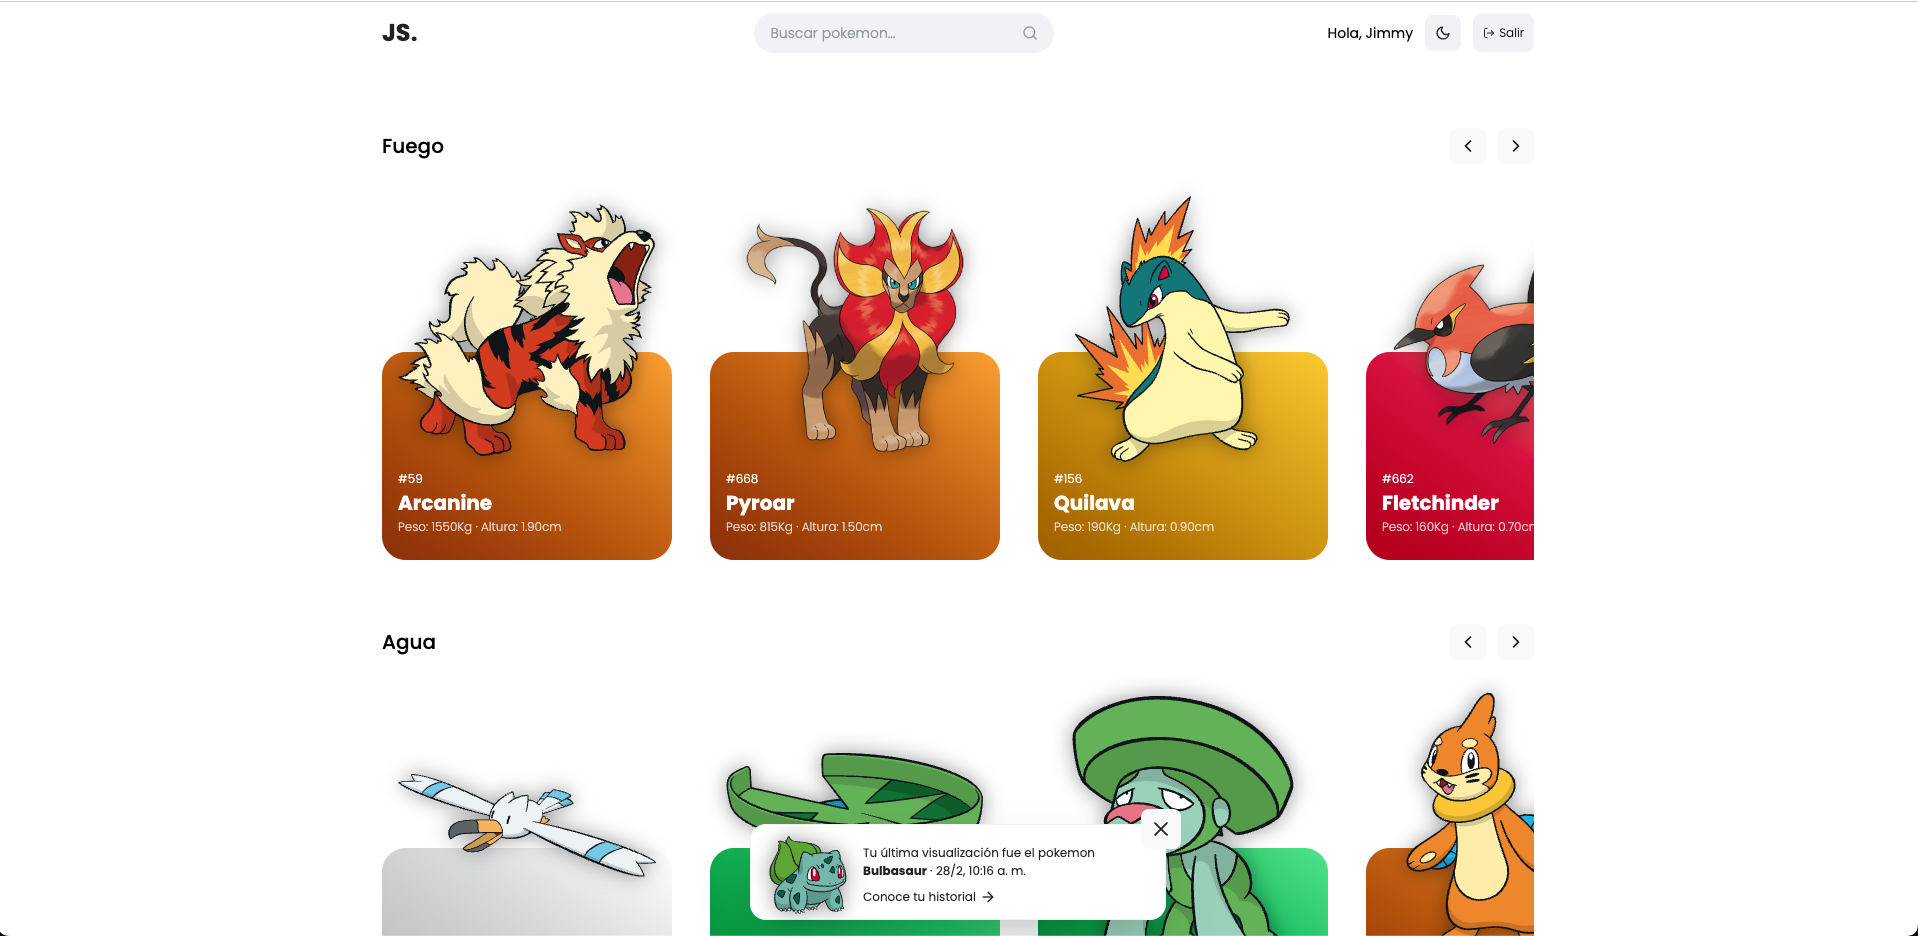 JS.
Buscar pokemon...
Hola, Jimmy
Salir
Fuego
#59
Arcanine
Peso: 1550Kg · Altura: 1.90cm
#668
Pyroar
Peso: 815Kg · Altura: 1.50cm
#156
Quilava
Peso: 190Kg · Altura: 0.90cm
#662
Fletchinder
Peso: 160Kg · Altura: 0.70cm
Agua
Tu última visualización fue el pokemon
Bulbasaur · 28/2, 10:16 a. m.
Conoce tu historial →